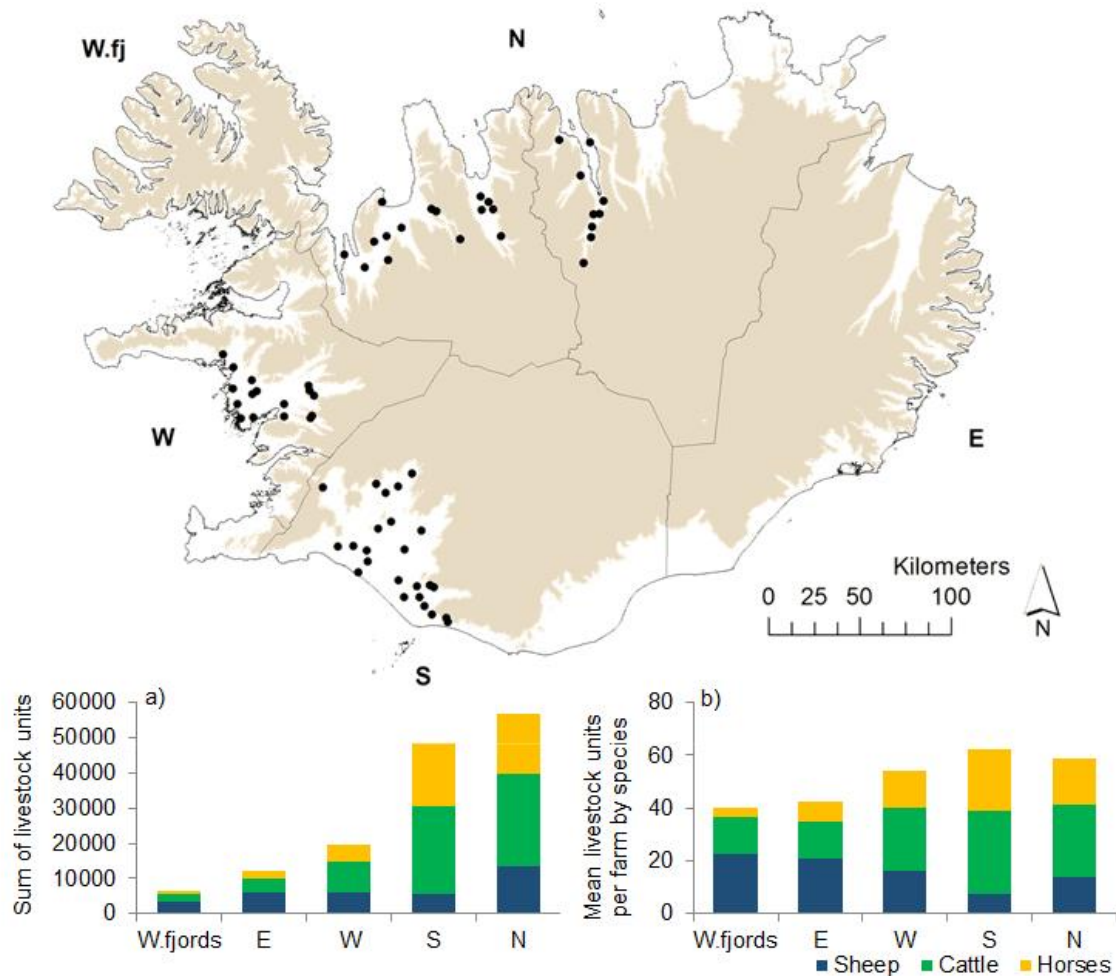 W.fj
N
W
E
S
Kilometers
0 25 50 100
N
a)
Sum of livestock units
60000
50000
40000
30000
20000
10000
0
W.fjords E W S N
b)
Mean livestock units
per farm by species
80
60
40
20
0
W.fjords E W S N
Sheep Cattle Horses